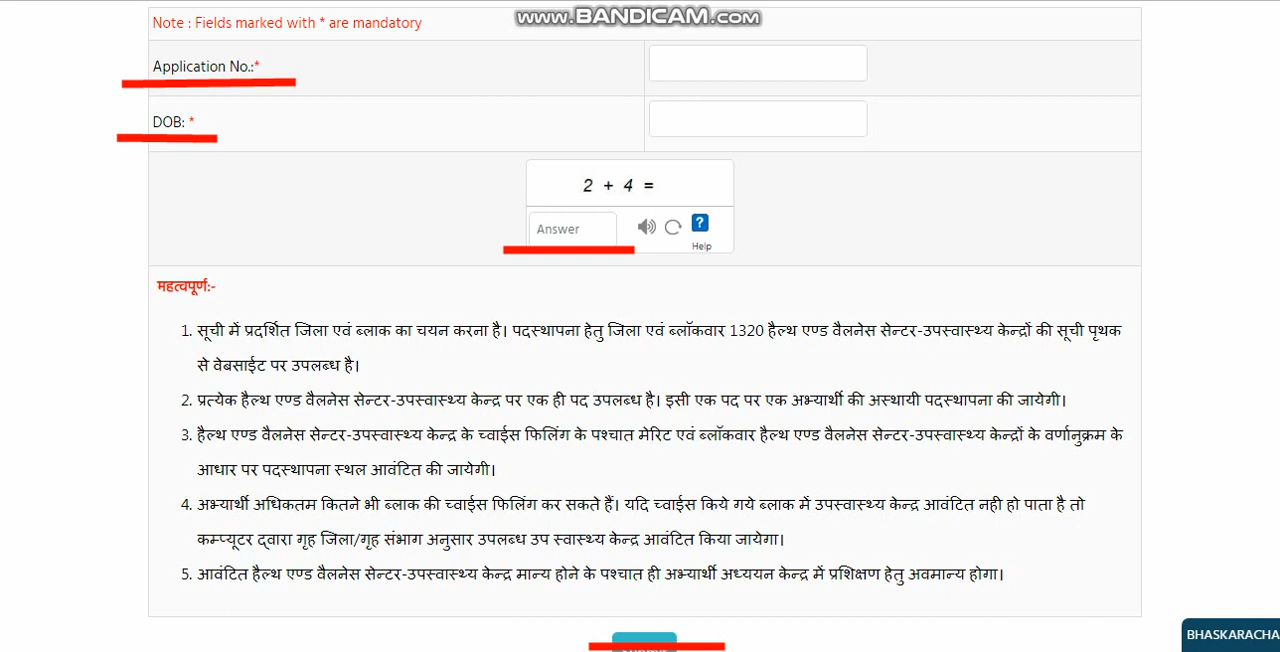 www.BANDICAM.com
Note : Fields marked with * are mandatory
Application No.:*
DOB: *
2 + 4 =
Answer
Help
महत्वपूर्ण:-
1. सूची में प्रदर्शित जिला एवं ब्लाक का चयन करना है। पदस्थापना हेतु जिला एवं ब्लॉकवार 1320 हैल्थ एण्ड वैलनेस सेन्टर-उपस्वास्थ्य केन्द्रों की सूची पृथक
से वेबसाईट पर उपलब्ध है।
2. प्रत्येक हैल्थ एण्ड वैलनेस सेन्टर-उपस्वास्थ्य केन्द्र पर एक ही पद उपलब्ध है। इसी एक पद पर एक अभ्यार्थी की अस्थायी पदस्थापना की जायेगी।
3. हैल्थ एण्ड वैलनेस सेन्टर-उपस्वास्थ्य केन्द्र के च्वाईस फिलिंग के पश्चात मेरिट एवं ब्लॉकवार हैल्थ एण्ड वैलनेस सेन्टर-उपस्वास्थ्य केन्द्रों के वर्णानुक्रम के
आधार पर पदस्थापना स्थल आवंटित की जायेगी।
4. अभ्यार्थी अधिकतम कितने भी ब्लाक की च्वाईस फिलिंग कर सकते हैं। यदि च्वाईस किये गये ब्लाक में उपस्वास्थ्य केन्द्र आवंटित नही हो पाता है तो
कम्प्यूटर द्वारा गृह जिला/गृह संभाग अनुसार उपलब्ध उप स्वास्थ्य केन्द्र आवंटित किया जायेगा।
5. आवंटित हैल्थ एण्ड वैलनेस सेन्टर-उपस्वास्थ्य केन्द्र मान्य होने के पश्चात ही अभ्यार्थी अध्ययन केन्द्र में प्रशिक्षण हेतु अवमान्य होगा।
BHASKARACHA